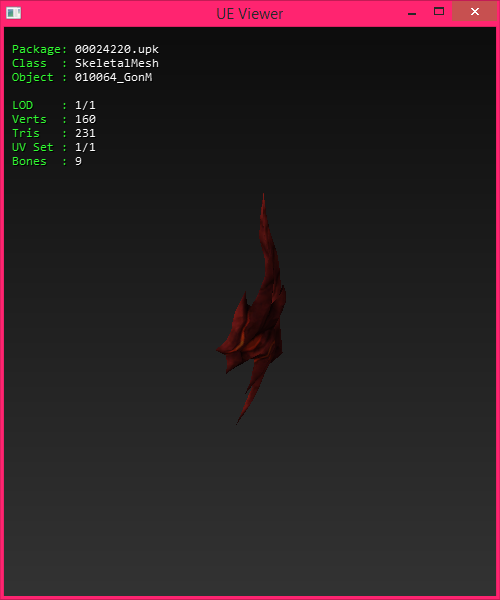 UE Viewer
Package: 00024220.upk
Class : SkeletalMesh
Object : 010064_GonM
LOD : 1/1
Verts : 160
Tris : 231
UV Set : 1/1
Bones : 9